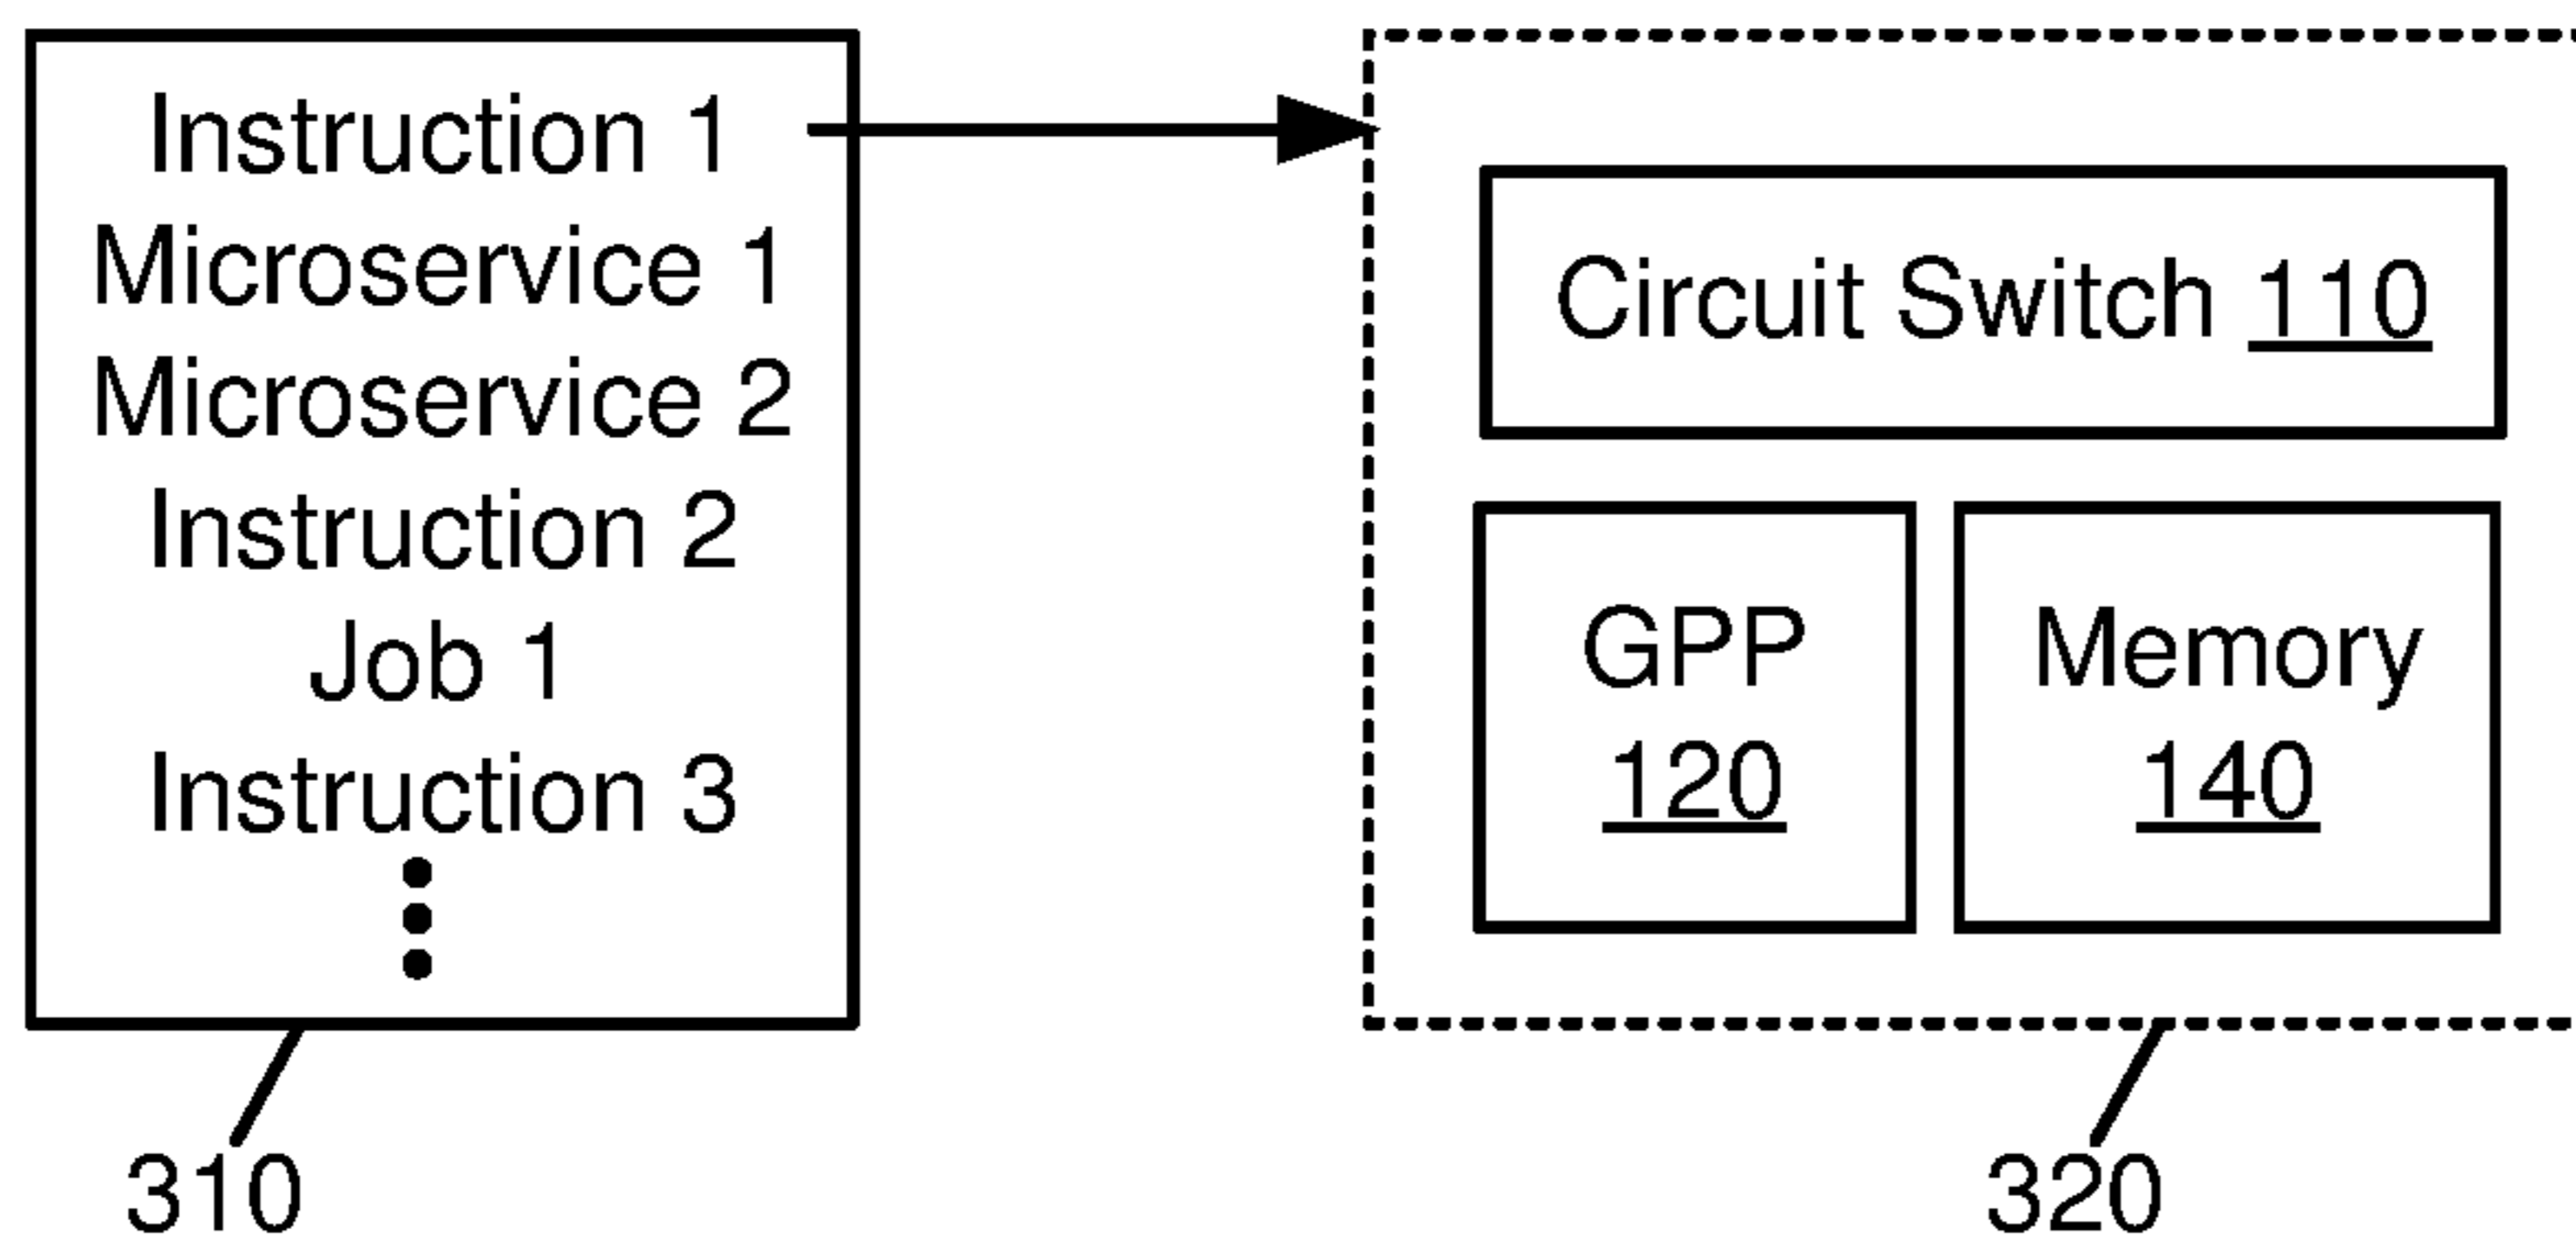 Instruction 1
Microservice 1
Microservice 2
Instruction 2
Job 1
Instruction 3
310
Circuit Switch 110
GPP
120
Memory
140
320